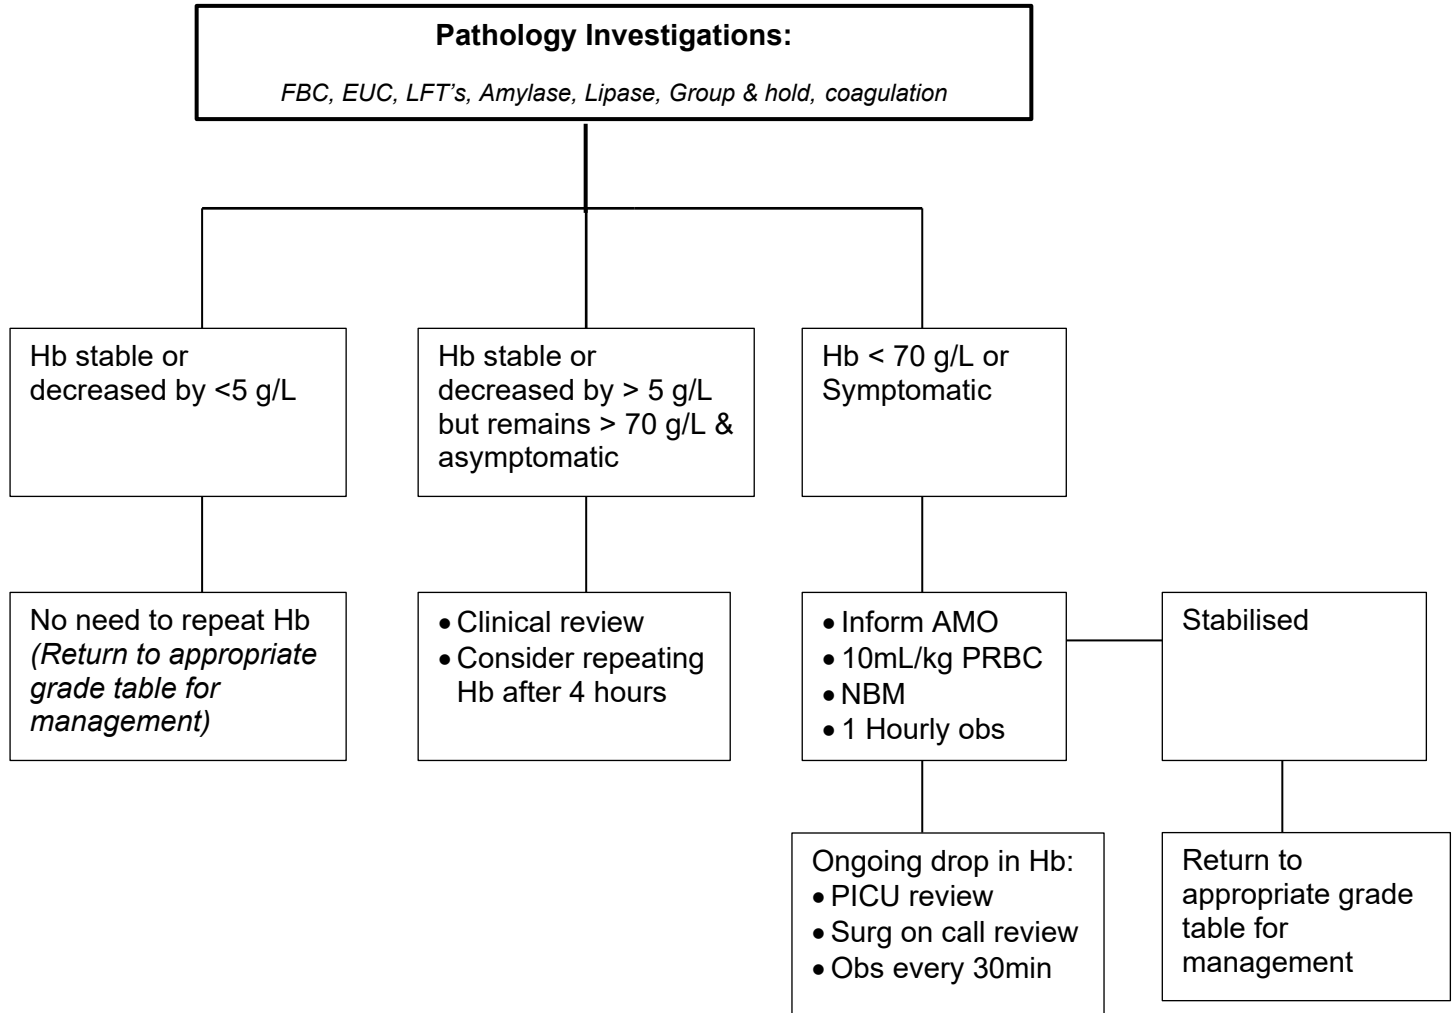 Pathology Investigations:
FBC, EUC, LFT's, Amylase, Lipase, Group & hold, coagulation
Hb stable or
decreased by <5 g/L
Hb stable or
decreased by > 5 g/L
but remains > 70 g/L &
asymptomatic
Hb < 70 g/L or
Symptomatic
No need to repeat Hb
(Return to appropriate
grade table for
management)
• Clinical review
• Consider repeating
Hb after 4 hours
• Inform AMO
• 10mL/kg PRBC
• NBM
• 1 Hourly obs
Stabilised
Ongoing drop in Hb:
• PICU review
• Surg on call review
• Obs every 30min
Return to
appropriate grade
table for
management